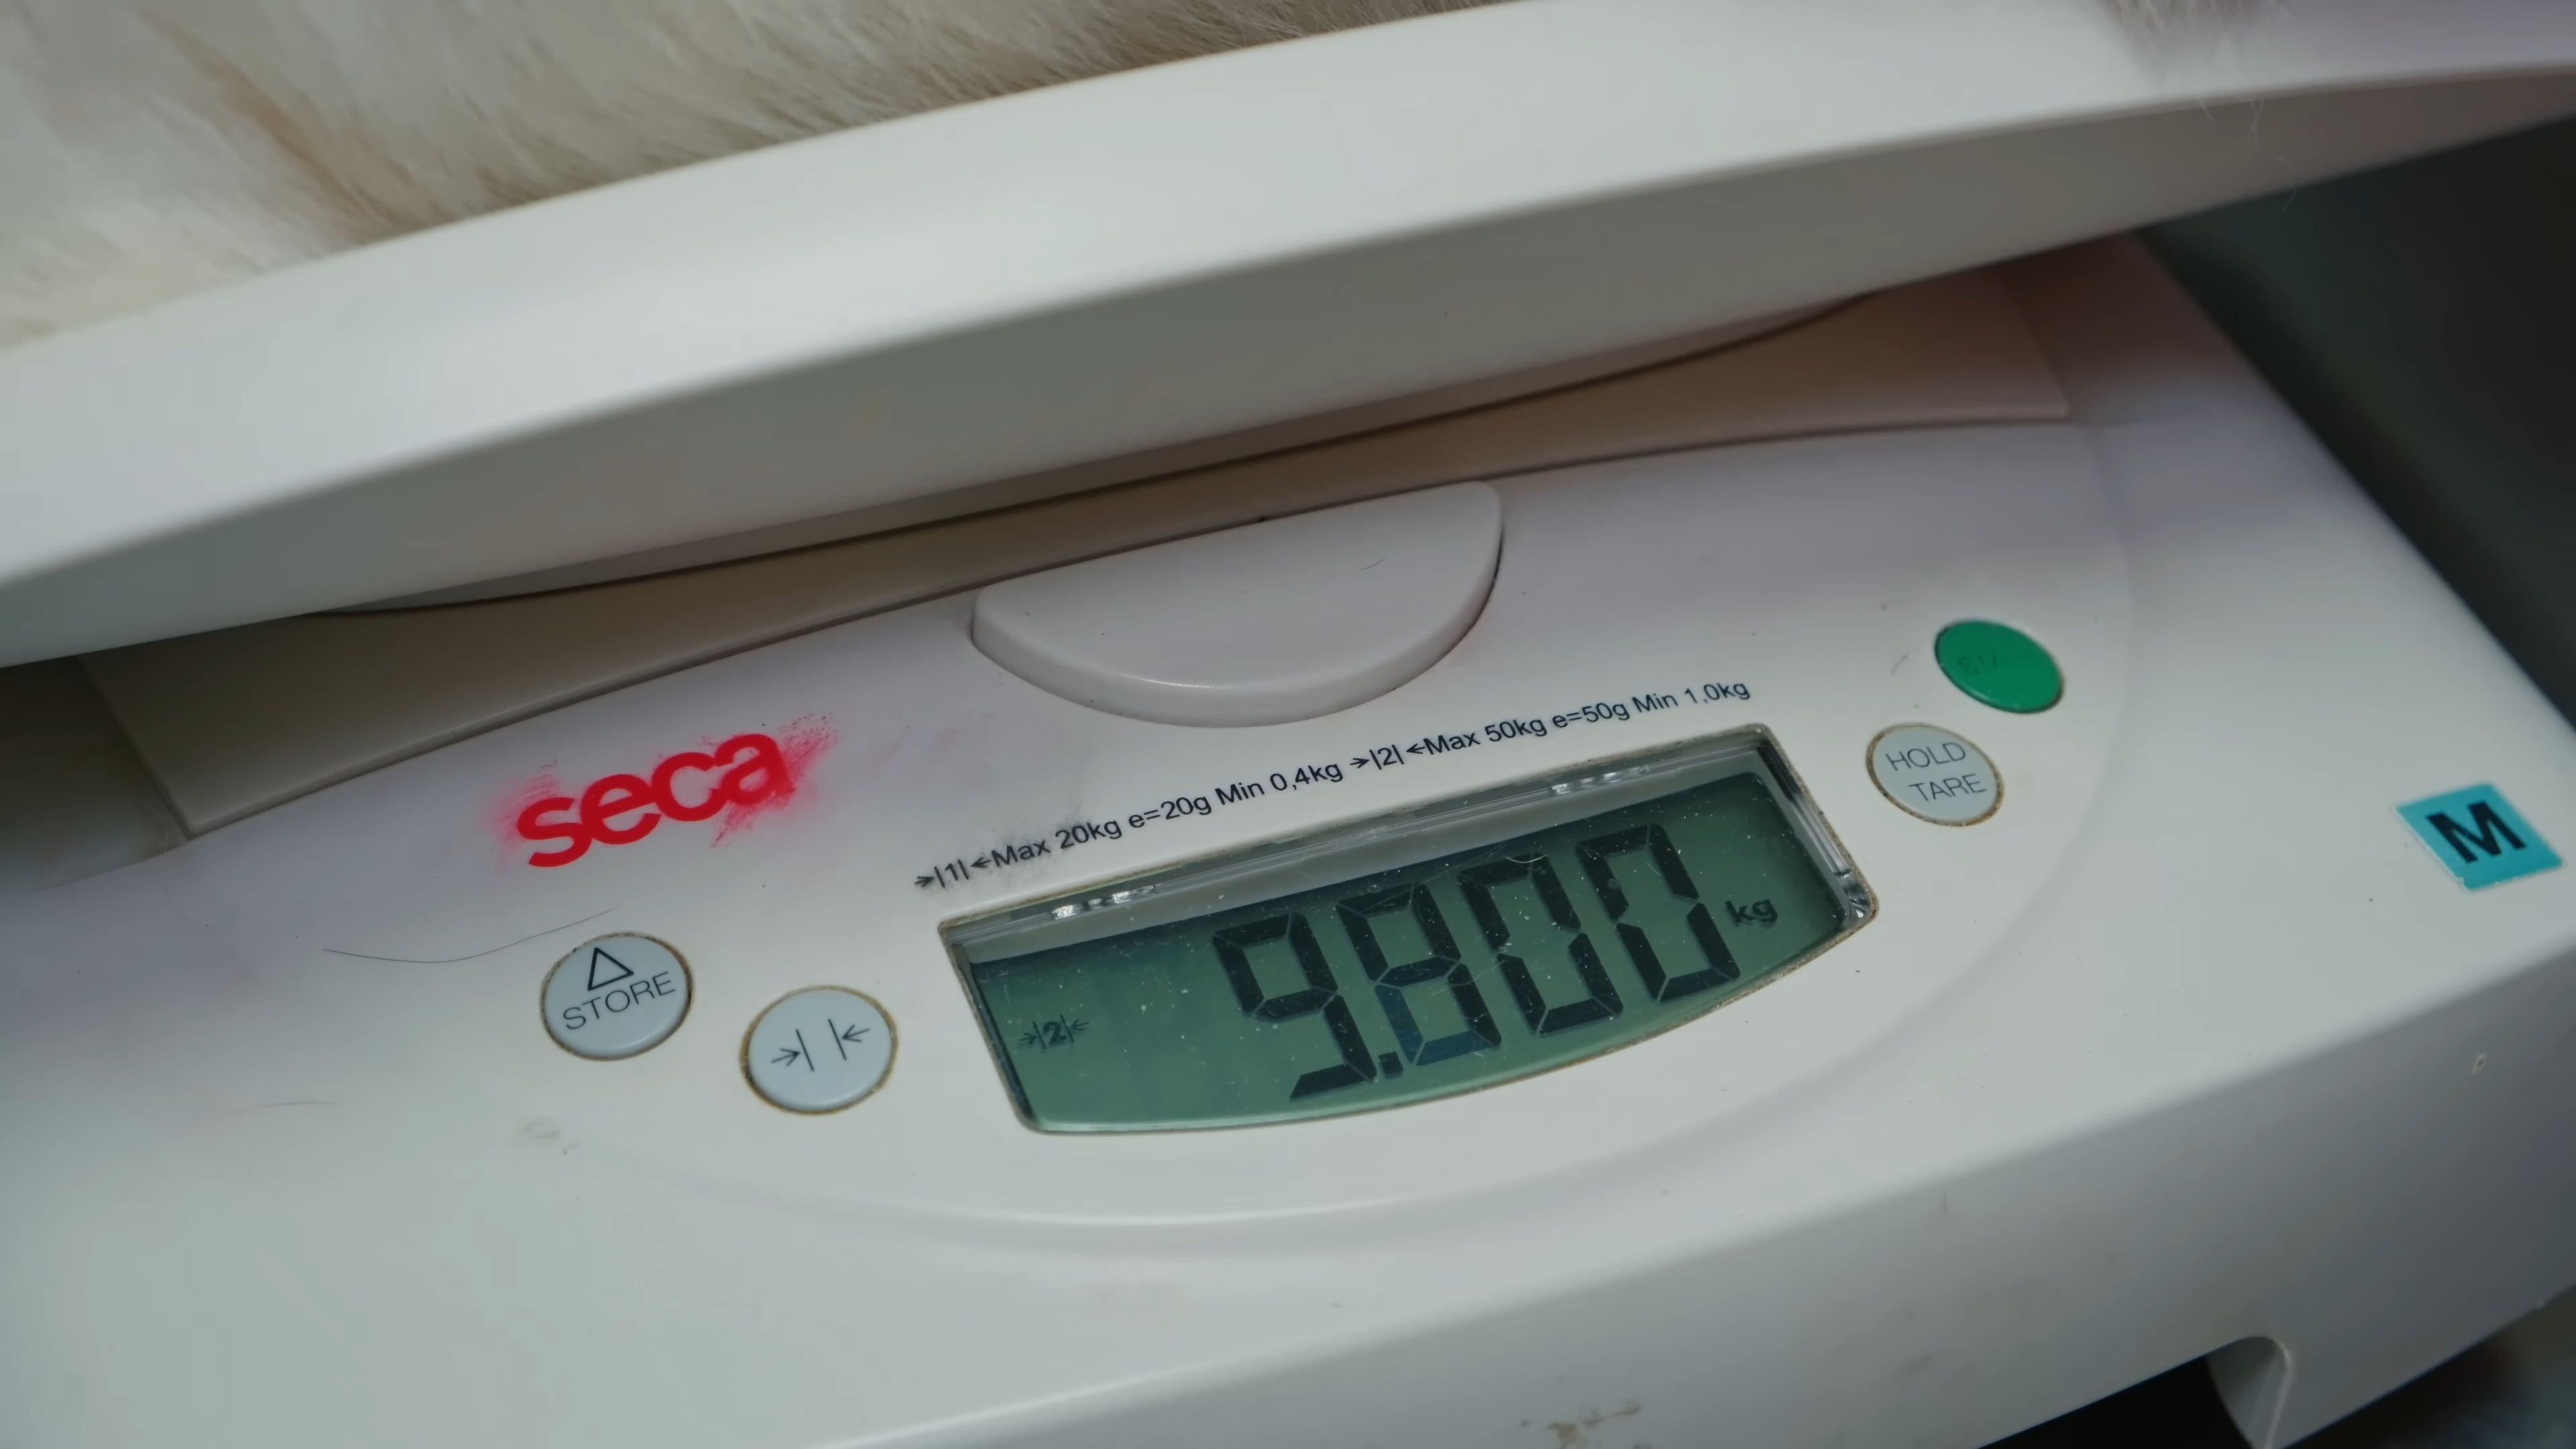 seca
→|1|←Max 20kg e=20g Min 0,4kg →|2|←Max 50kg e=50g Min 1,0kg
HOLD
TARE
M
9.800 kg
→|2|←
△
STORE
→| |←